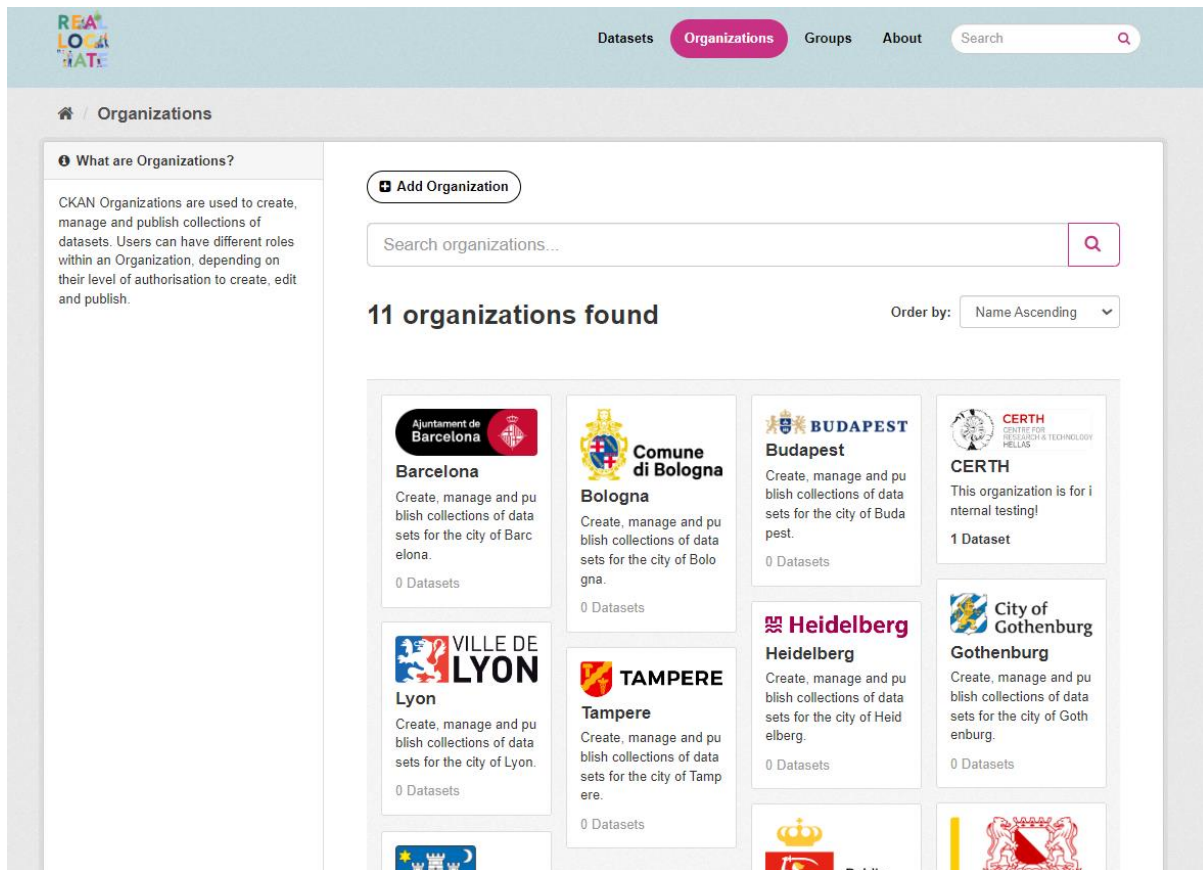 REAL
LOCAL
Datasets
Organizations
Groups
About
Search
Organizations
What are Organizations?
CKAN Organizations are used to create,
manage and publish collections of
datasets. Users can have different roles
within an Organization, depending on
their level of authorisation to create, edit
and publish.
Add Organization
Search organizations...
11 organizations found
Order by:
Name Ascending
Ajuntament de
Barcelona
Barcelona
Create, manage and pu
blish collections of data
sets for the city of Barc
elona.
0 Datasets
Comune
di Bologna
Bologna
Create, manage and pu
blish collections of data
sets for the city of Bolo
gna.
0 Datasets
BUDAPEST
Budapest
Create, manage and pu
blish collections of data
sets for the city of Buda
pest.
0 Datasets
CERTH
CENTRE FOR
RESEARCH & TECHNOLOGY
HELLAS
CERTH
This organization is for i
nternal testing!
1 Dataset
VILLE DE
LYON
Lyon
Create, manage and pu
blish collections of data
sets for the city of Lyon.
0 Datasets
TAMPERE
Tampere
Create, manage and pu
blish collections of data
sets for the city of Tamp
ere.
0 Datasets
Heidelberg
Heidelberg
Create, manage and pu
blish collections of data
sets for the city of Heid
elberg.
0 Datasets
City of
Gothenburg
Gothenburg
Create, manage and pu
blish collections of data
sets for the city of Goth
enburg.
0 Datasets